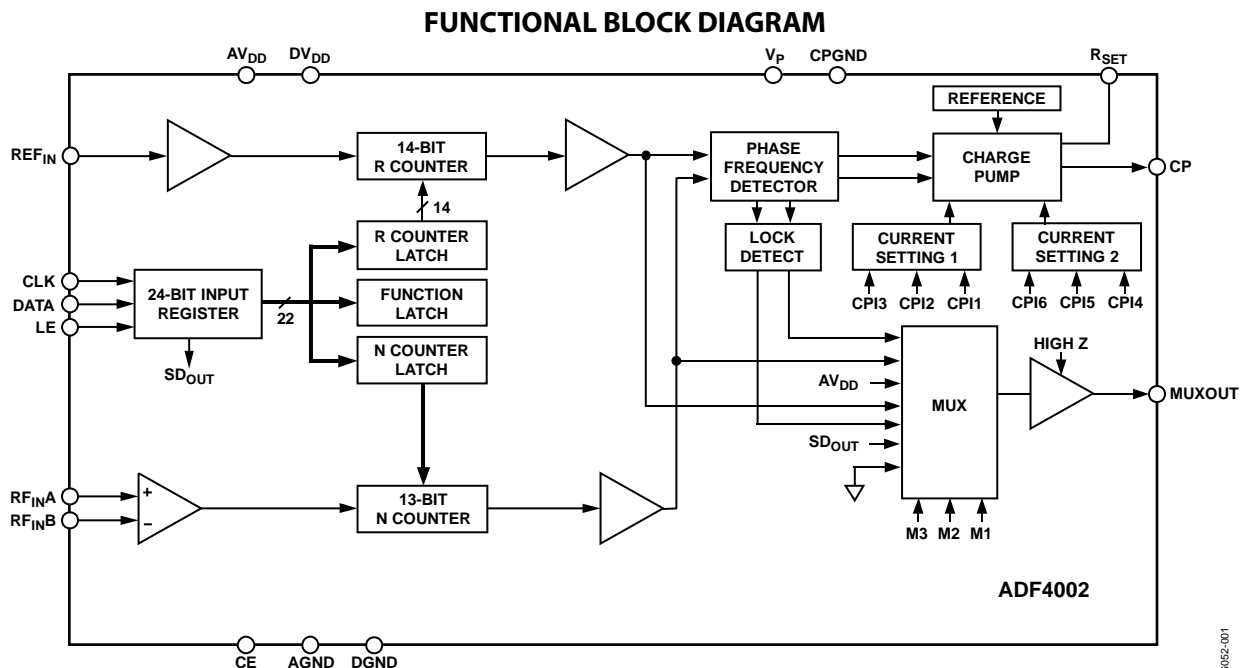 FUNCTIONAL BLOCK DIAGRAM
AVDD
DVDD
VP
CPGND
RSET
REFERENCE
REFIN
14-BIT
R COUNTER
PHASE
FREQUENCY
DETECTOR
CHARGE
PUMP
CP
14
R COUNTER
LATCH
LOCK
DETECT
CURRENT
SETTING 1
CURRENT
SETTING 2
CLK
DATA
LE
24-BIT INPUT
REGISTER
22
FUNCTION
LATCH
CPI3
CPI2
CPI1
CPI6
CPI5
CPI4
N COUNTER
LATCH
SDOUT
HIGH Z
AVDD
MUX
MUXOUT
SDOUT
RFINA
RFINB
+
–
13-BIT
N COUNTER
M3
M2
M1
ADF4002
CE
AGND
DGND